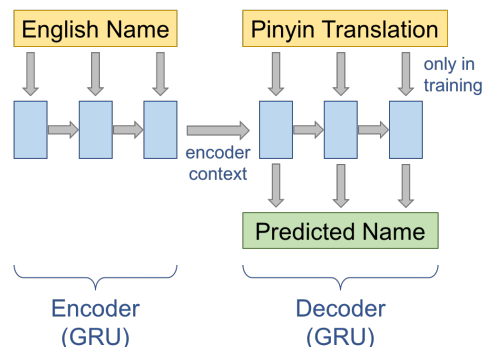 English Name
Pinyin Translation
only in
training
encoder
context
Predicted Name
Encoder
(GRU)
Decoder
(GRU)